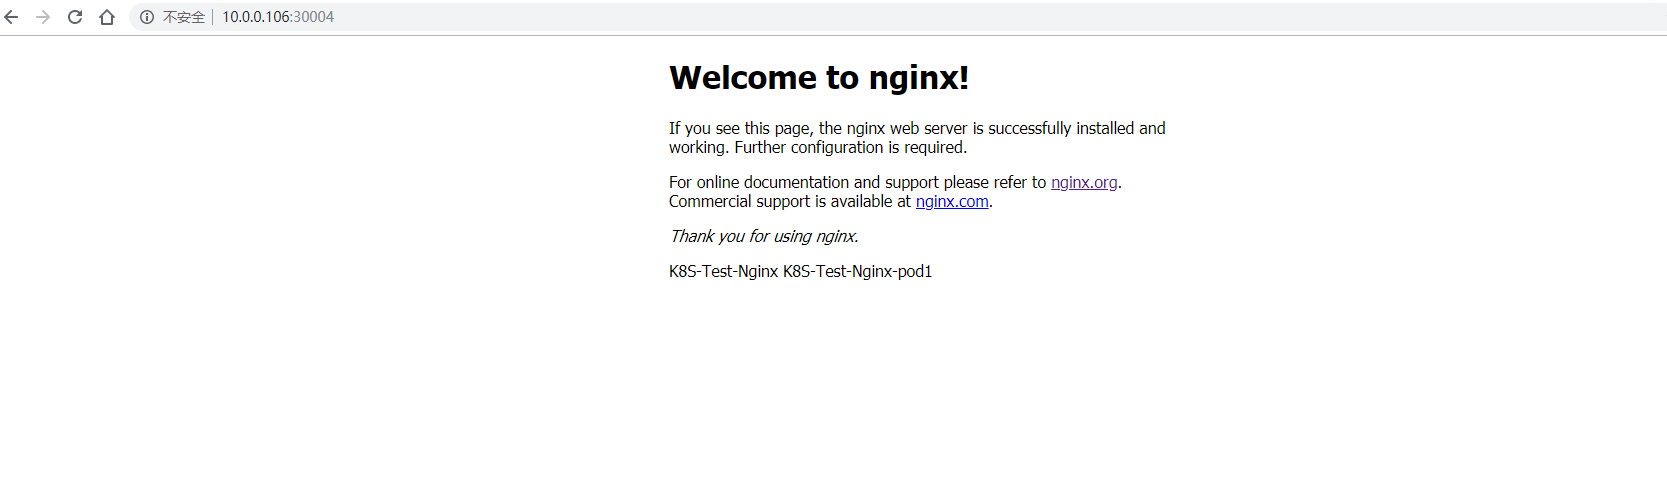 不安全 | 10.0.0.106:30004
Welcome to nginx!
If you see this page, the nginx web server is successfully installed and
working. Further configuration is required.
For online documentation and support please refer to nginx.org.
Commercial support is available at nginx.com.
Thank you for using nginx.
K8S-Test-Nginx K8S-Test-Nginx-pod1